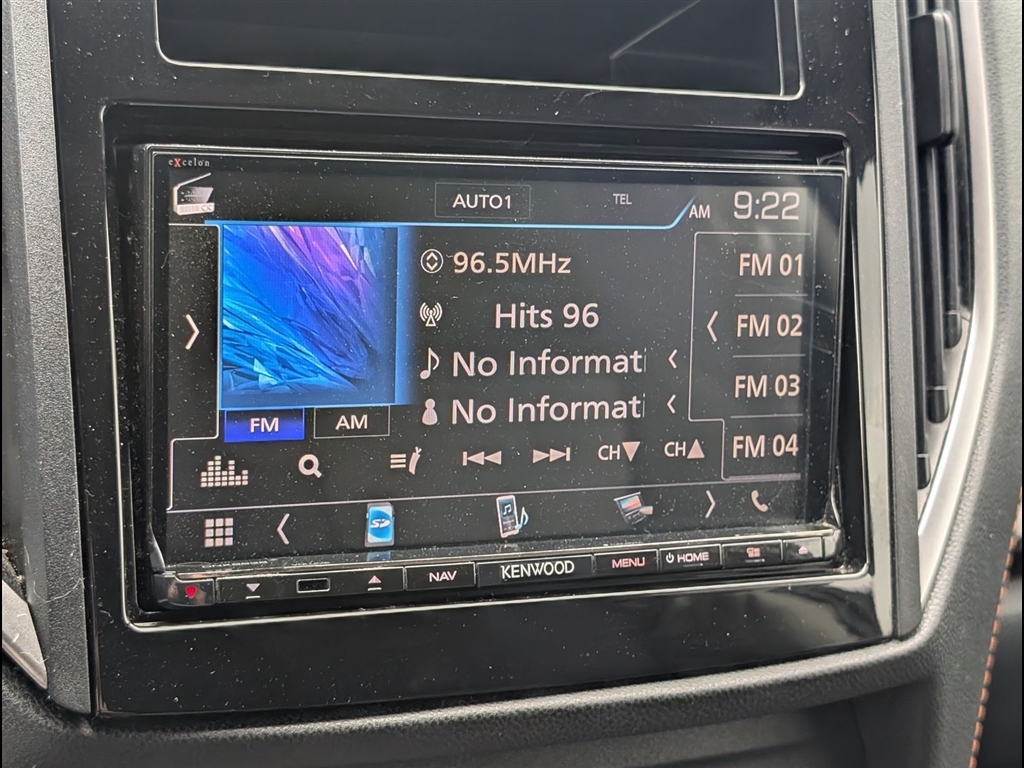 eXcelon
AUTO1
TEL
AM 9:22
96.5MHz
Hits 96
No Informat
No Informat
FM 01
FM 02
FM 03
FM 04
FM
AM
CH▼
CH▲
SD
NAV
KENWOOD
MENU
HOME